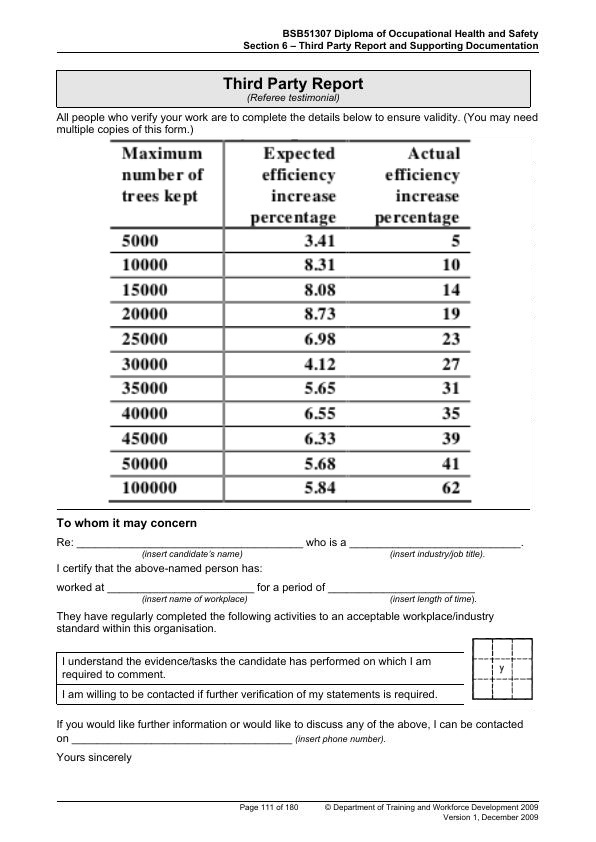 BSB51307 Diploma of Occupational Health and Safety
Section 6 – Third Party Report and Supporting Documentation
Third Party Report
(Referee testimonial)
All people who verify your work are to complete the details below to ensure validity. (You may need
multiple copies of this form.)
Maximum number of trees kept Expected efficiency increase percentage Actual efficiency increase percentage
5000 3.41 5
10000 8.31 10
15000 8.08 14
20000 8.73 19
25000 6.98 23
30000 4.12 27
35000 5.65 31
40000 6.55 35
45000 6.33 39
50000 5.68 41
100000 5.84 62
To whom it may concern
Re: ______________________ who is a ______________________.
(insert candidate's name) (insert industry/job title).
I certify that the above-named person has:
worked at ______________________ for a period of ______________________
(insert name of workplace) (insert length of time).
They have regularly completed the following activities to an acceptable workplace/industry
standard within this organisation.
I understand the evidence/tasks the candidate has performed on which I am
required to comment.
y
I am willing to be contacted if further verification of my statements is required.
If you would like further information or would like to discuss any of the above, I can be contacted
on ______________________ (insert phone number).
Yours sincerely
Page 111 of 180 © Department of Training and Workforce Development 2009
Version 1, December 2009